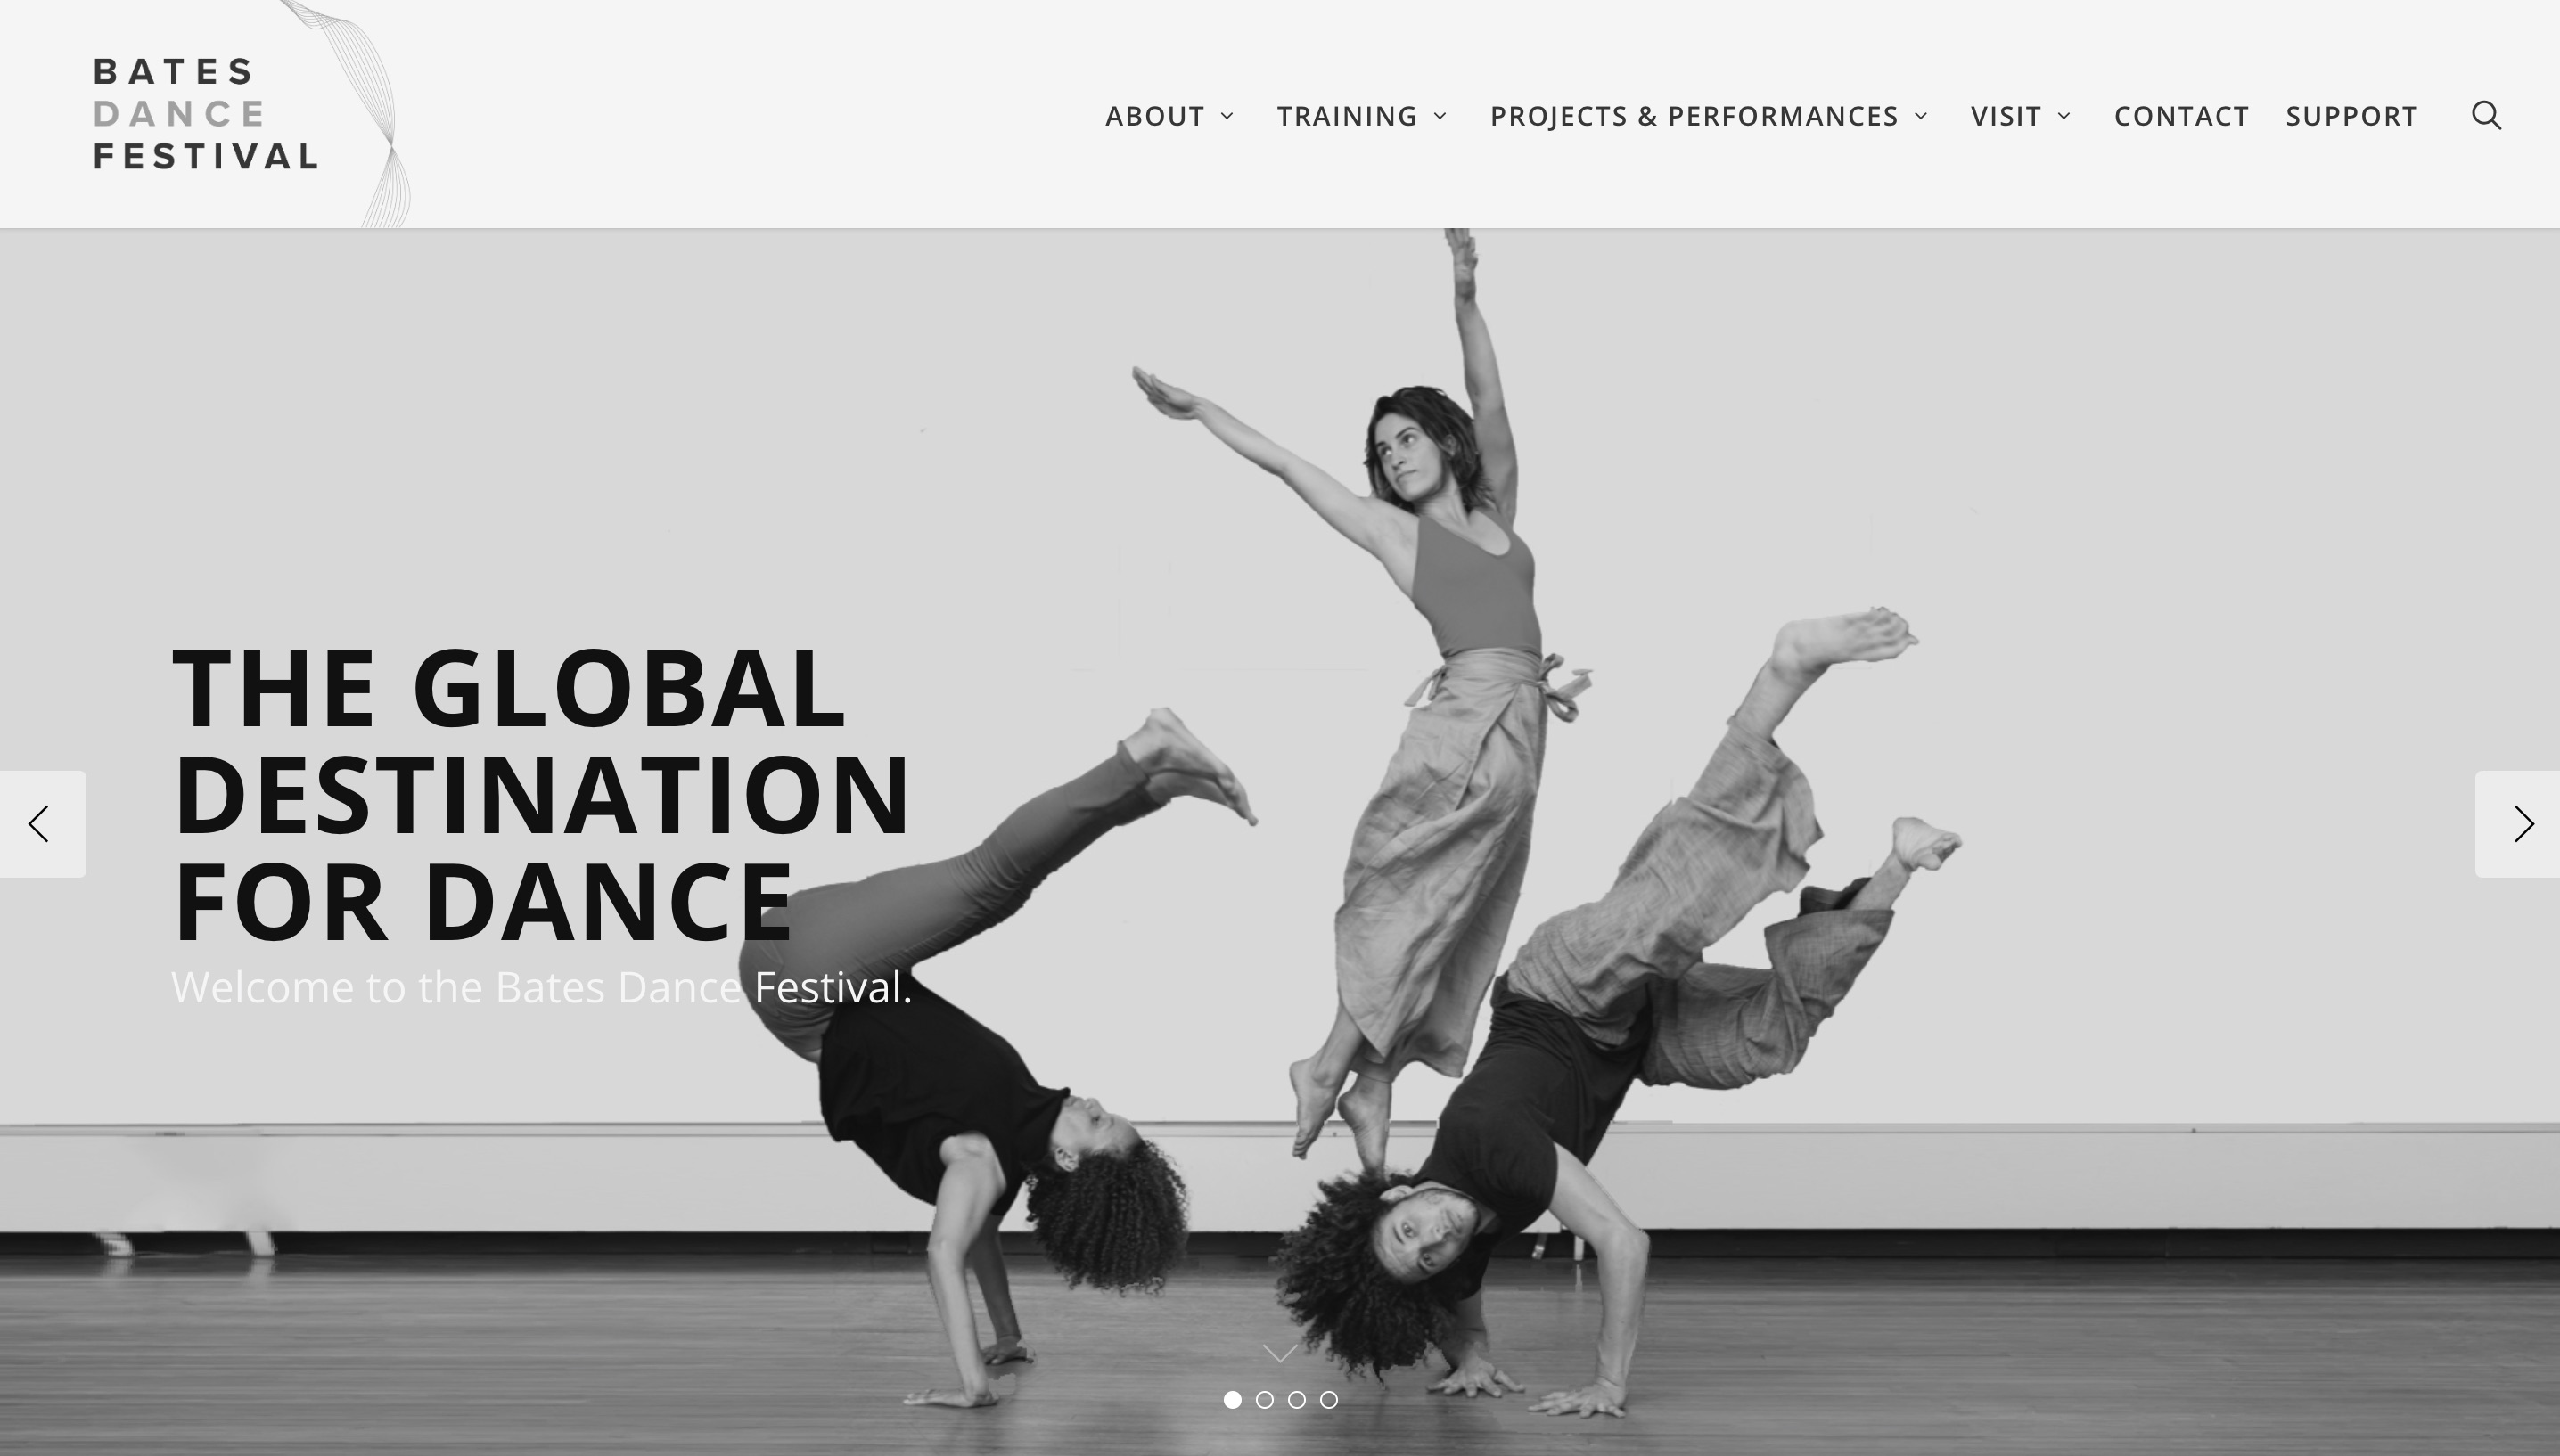 BATES
DANCE
FESTIVAL
ABOUT TRAINING PROJECTS & PERFORMANCES VISIT CONTACT SUPPORT
THE GLOBAL
DESTINATION
FOR DANCE
Welcome to the Bates Dance Festival.